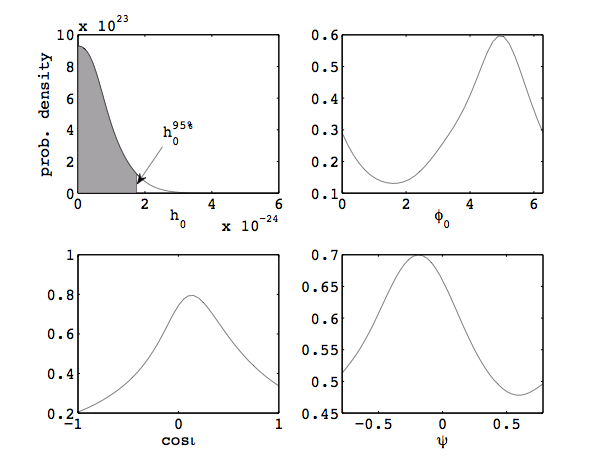 x 10^23
prob. density
10
8
6
4
2
0
h_0^95%
0 2 4 6
h_0
x 10^-24
0.6
0.5
0.4
0.3
0.2
0.1
0 2 4 6
ϕ_0
1
0.8
0.6
0.4
0.2
-1 0 1
cosι
0.7
0.65
0.6
0.55
0.5
0.45
-0.5 0 0.5
ψ